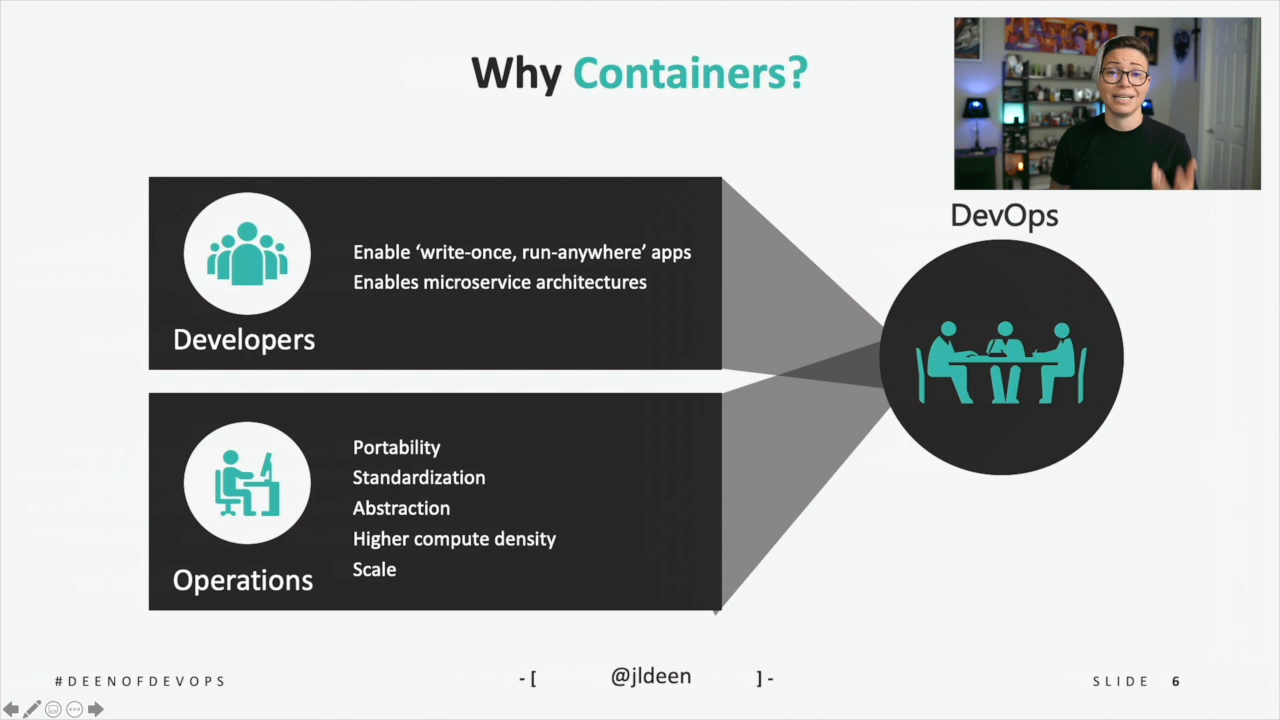 Why Containers?
DevOps
Enable ‘write-once, run-anywhere’ apps
Enables microservice architectures
Developers
Portability
Standardization
Abstraction
Higher compute density
Scale
Operations
#DEENOFDEVOPS
-[ @jldeen ]-
SLIDE 6